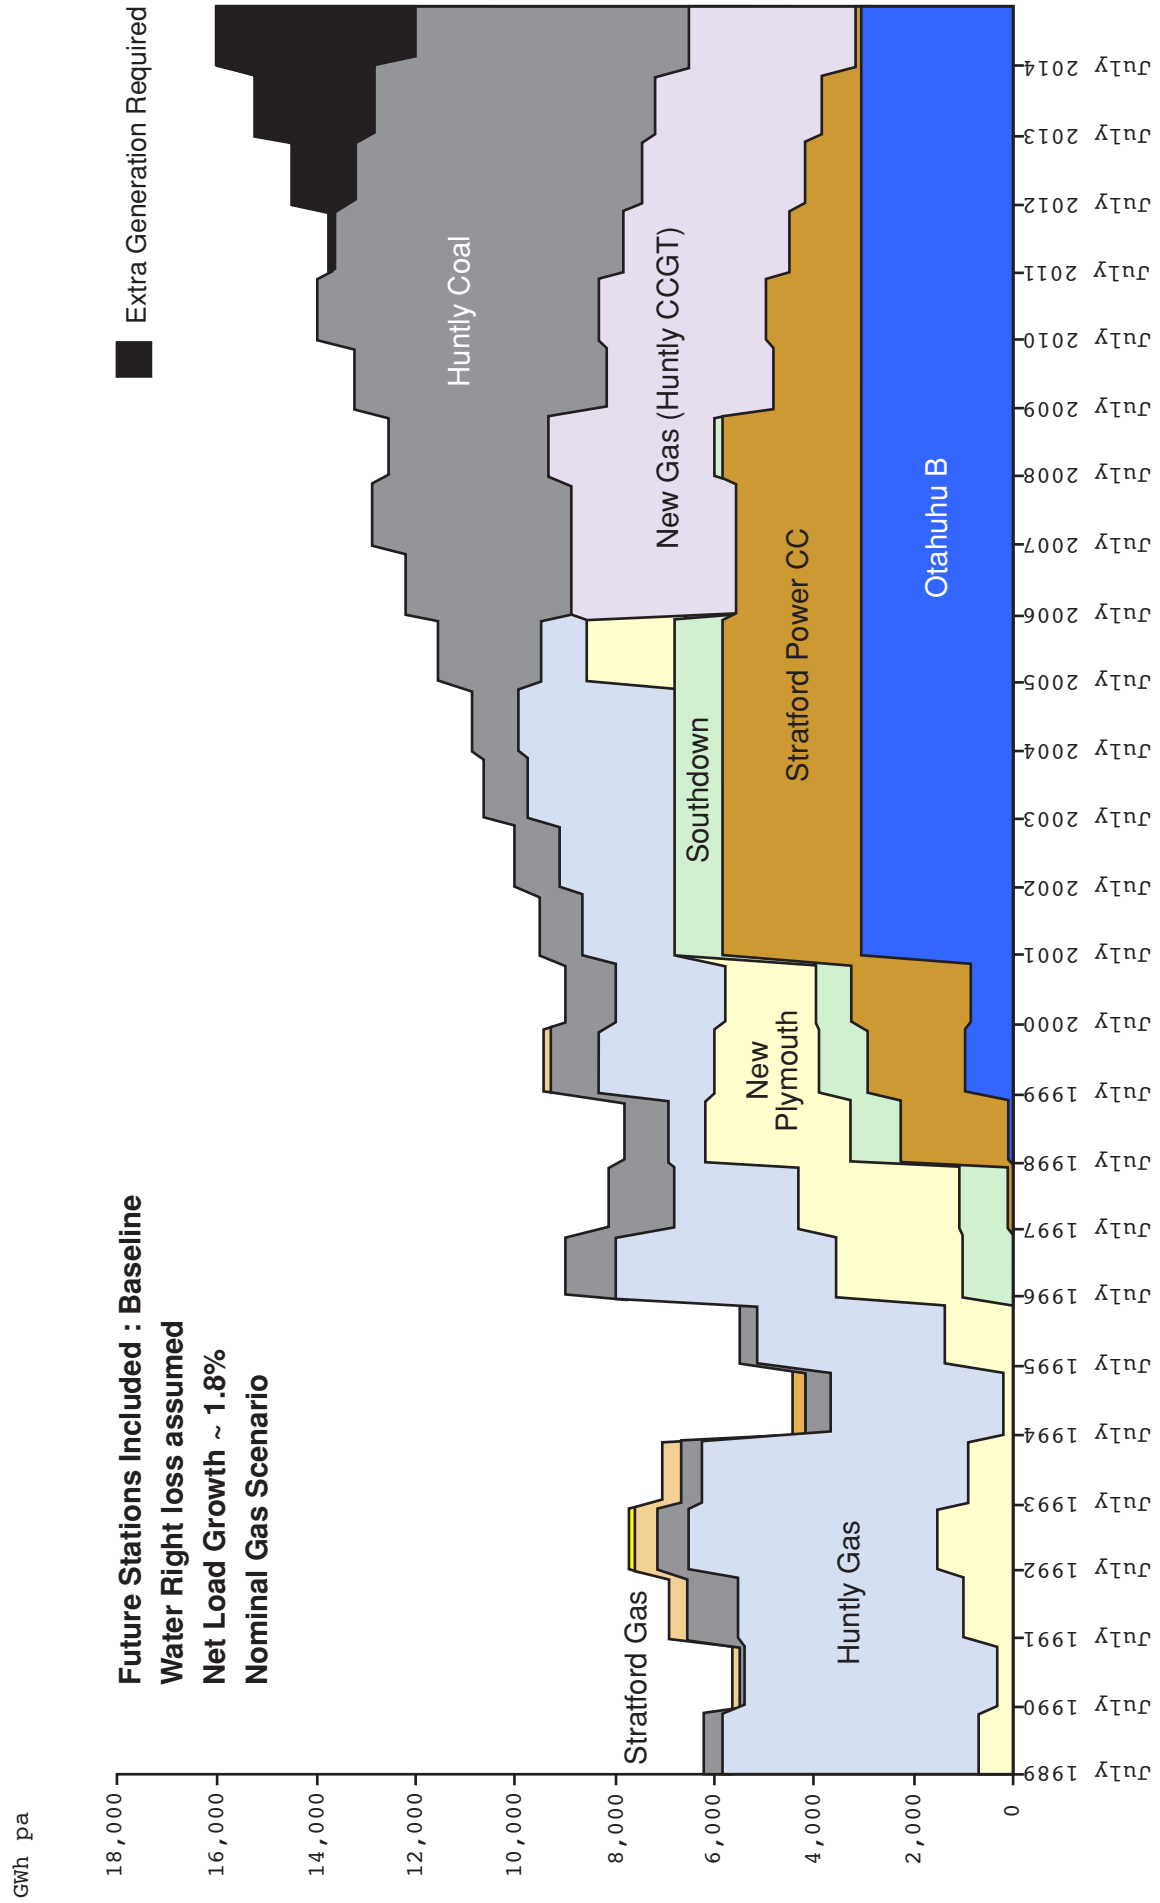 GWh pa
18,000
16,000
14,000
12,000
10,000
8,000
6,000
4,000
2,000
0
Future Stations Included : Baseline
Water Right loss assumed
Net Load Growth ~ 1.8%
Nominal Gas Scenario
Extra Generation Required
Stratford Gas
Huntly Gas
New
Plymouth
Southdown
Stratford Power CC
Otahuhu B
New Gas (Huntly CCGT)
Huntly Coal
July 1989
July 1990
July 1991
July 1992
July 1993
July 1994
July 1995
July 1996
July 1997
July 1998
July 1999
July 2000
July 2001
July 2002
July 2003
July 2004
July 2005
July 2006
July 2007
July 2008
July 2009
July 2010
July 2011
July 2012
July 2013
July 2014